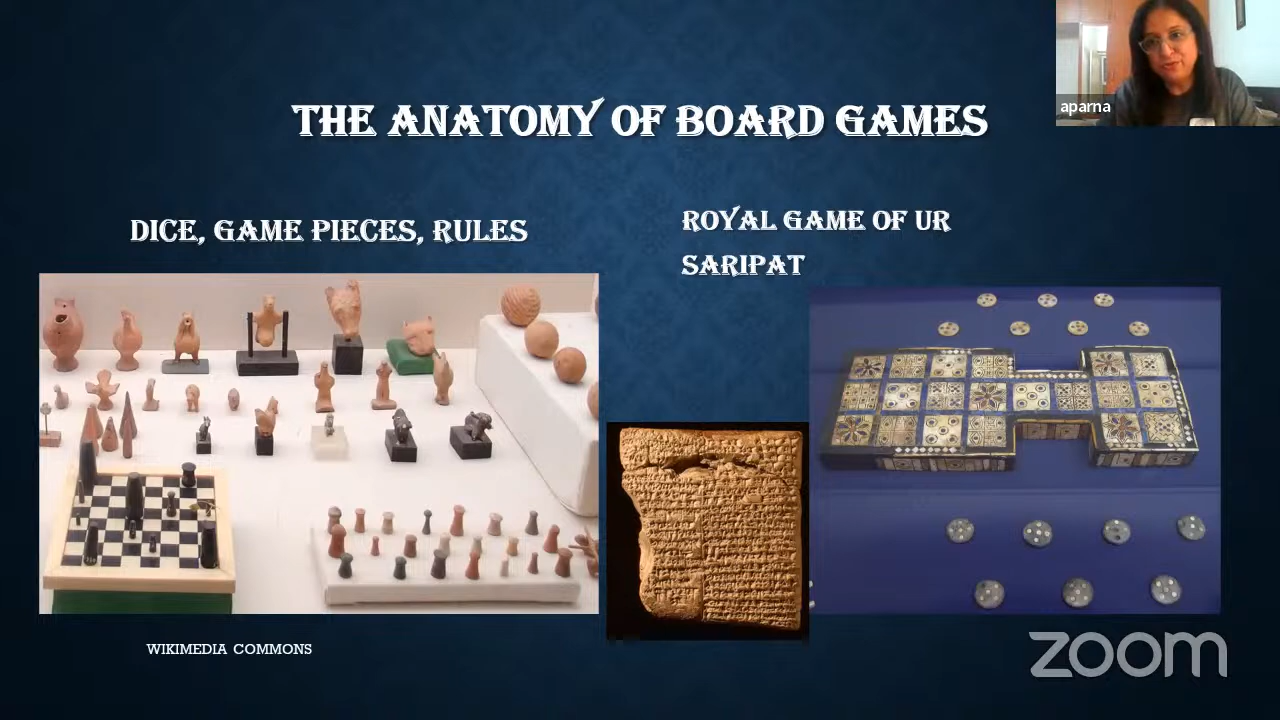 aparna
THE ANATOMY OF BOARD GAMES
DICE, GAME PIECES, RULES
ROYAL GAME OF UR
SARIPAT
WIKIMEDIA COMMONS
zoom